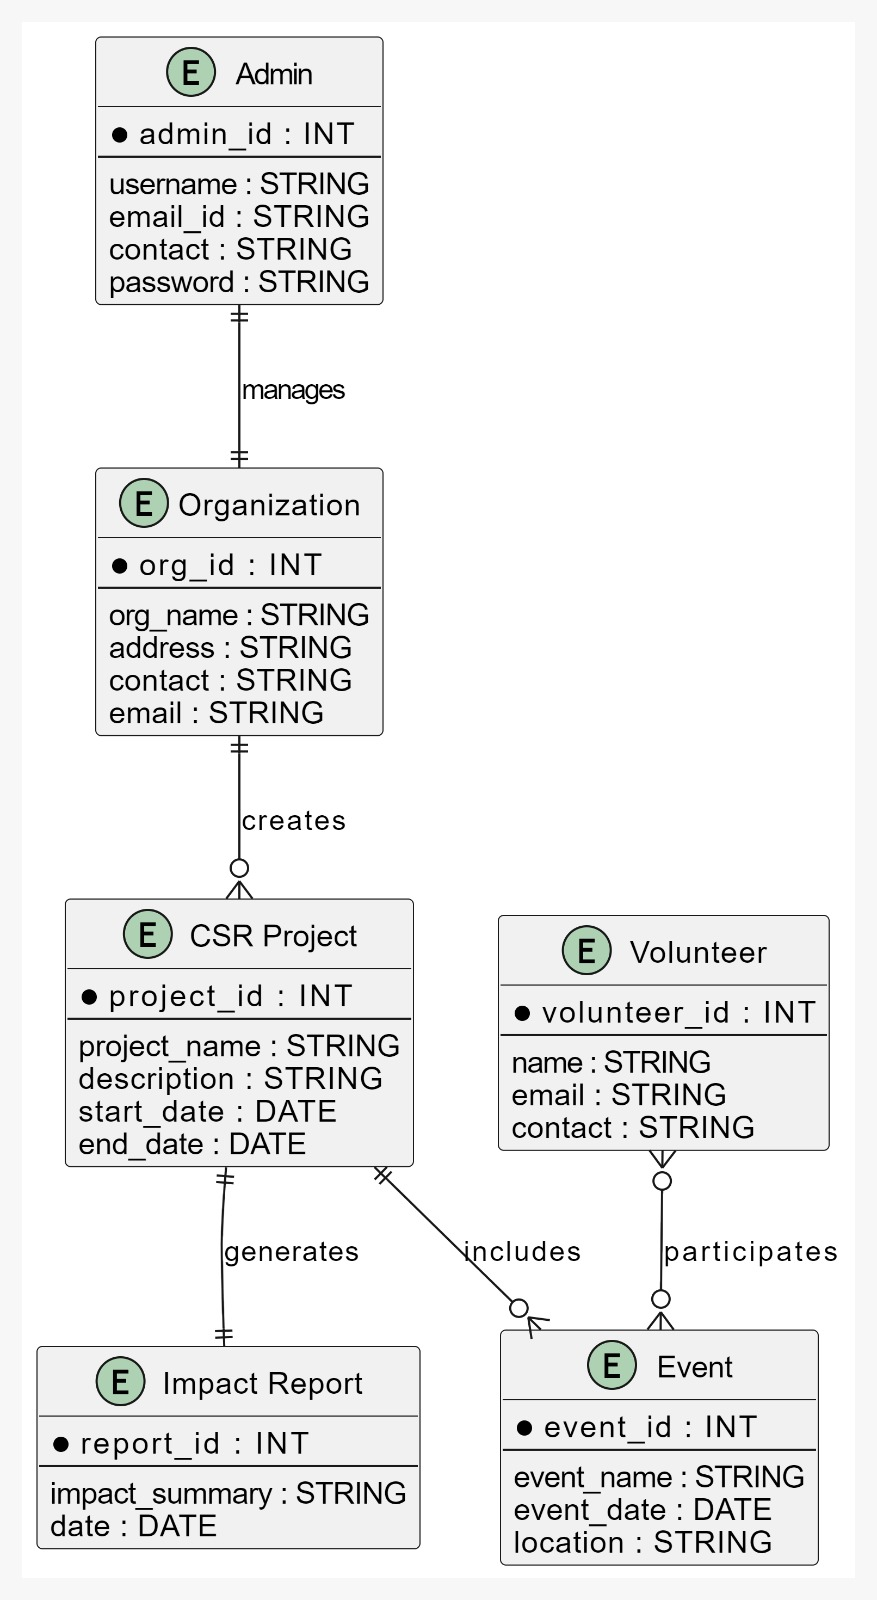 E Admin
admin_id : INT
username : STRING
email_id : STRING
contact : STRING
password : STRING
manages
E Organization
org_id : INT
org_name : STRING
address : STRING
contact : STRING
email : STRING
creates
E CSR Project
project_id : INT
project_name : STRING
description : STRING
start_date : DATE
end_date : DATE
E Volunteer
volunteer_id : INT
name : STRING
email : STRING
contact : STRING
generates
includes
participates
E Impact Report
report_id : INT
impact_summary : STRING
date : DATE
E Event
event_id : INT
event_name : STRING
event_date : DATE
location : STRING